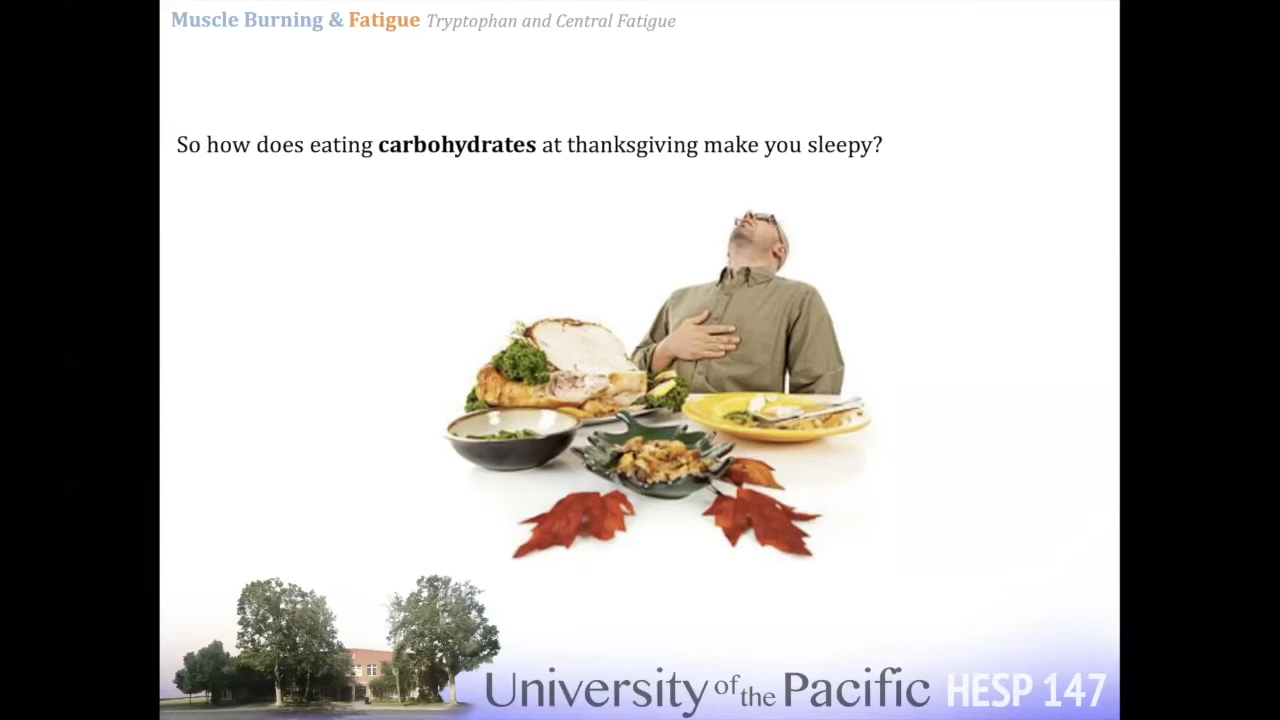 Muscle Burning & Fatigue Tryptophan and Central Fatigue
So how does eating carbohydrates at thanksgiving make you sleepy?
University of the Pacific HESP 147